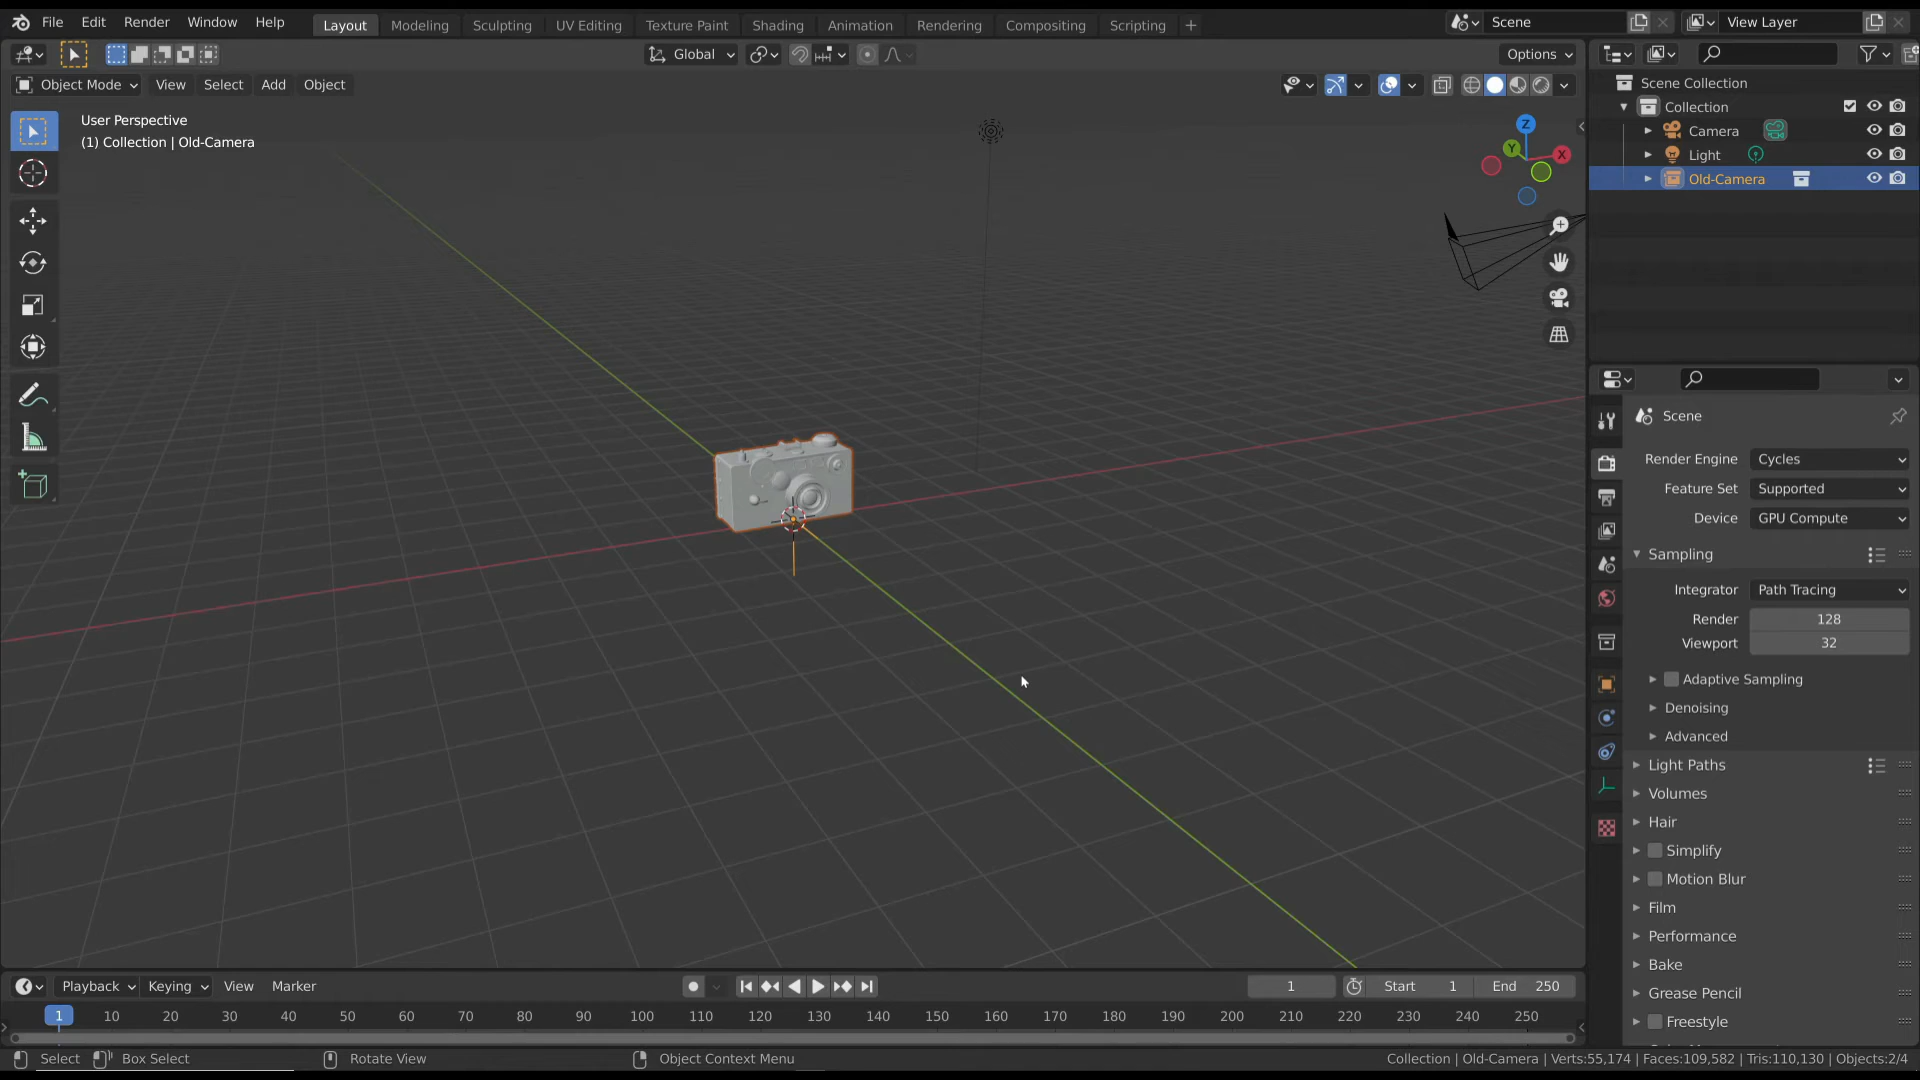 File Edit Render Window Help Layout Modeling Sculpting UV Editing Texture Paint Shading Animation Rendering Compositing Scripting + Scene View Layer
Global Options
Object Mode View Select Add Object
User Perspective
(1) Collection | Old-Camera
Z
Y
X
Scene Collection
Collection
Camera
Light
Old-Camera
Scene
Render Engine Cycles
Feature Set Supported
Device GPU Compute
Sampling
Integrator Path Tracing
Render 128
Viewport 32
Adaptive Sampling
Denoising
Advanced
Light Paths
Volumes
Hair
Simplify
Motion Blur
Film
Performance
Bake
Grease Pencil
Freestyle
Playback Keying View Marker 1 Start 1 End 250
1 10 20 30 40 50 60 70 80 90 100 110 120 130 140 150 160 170 180 190 200 210 220 230 240 250
Select Box Select Rotate View Object Context Menu Collection | Old-Camera | Verts:55,174 | Faces:109,582 | Tris:110,130 | Objects:2/4